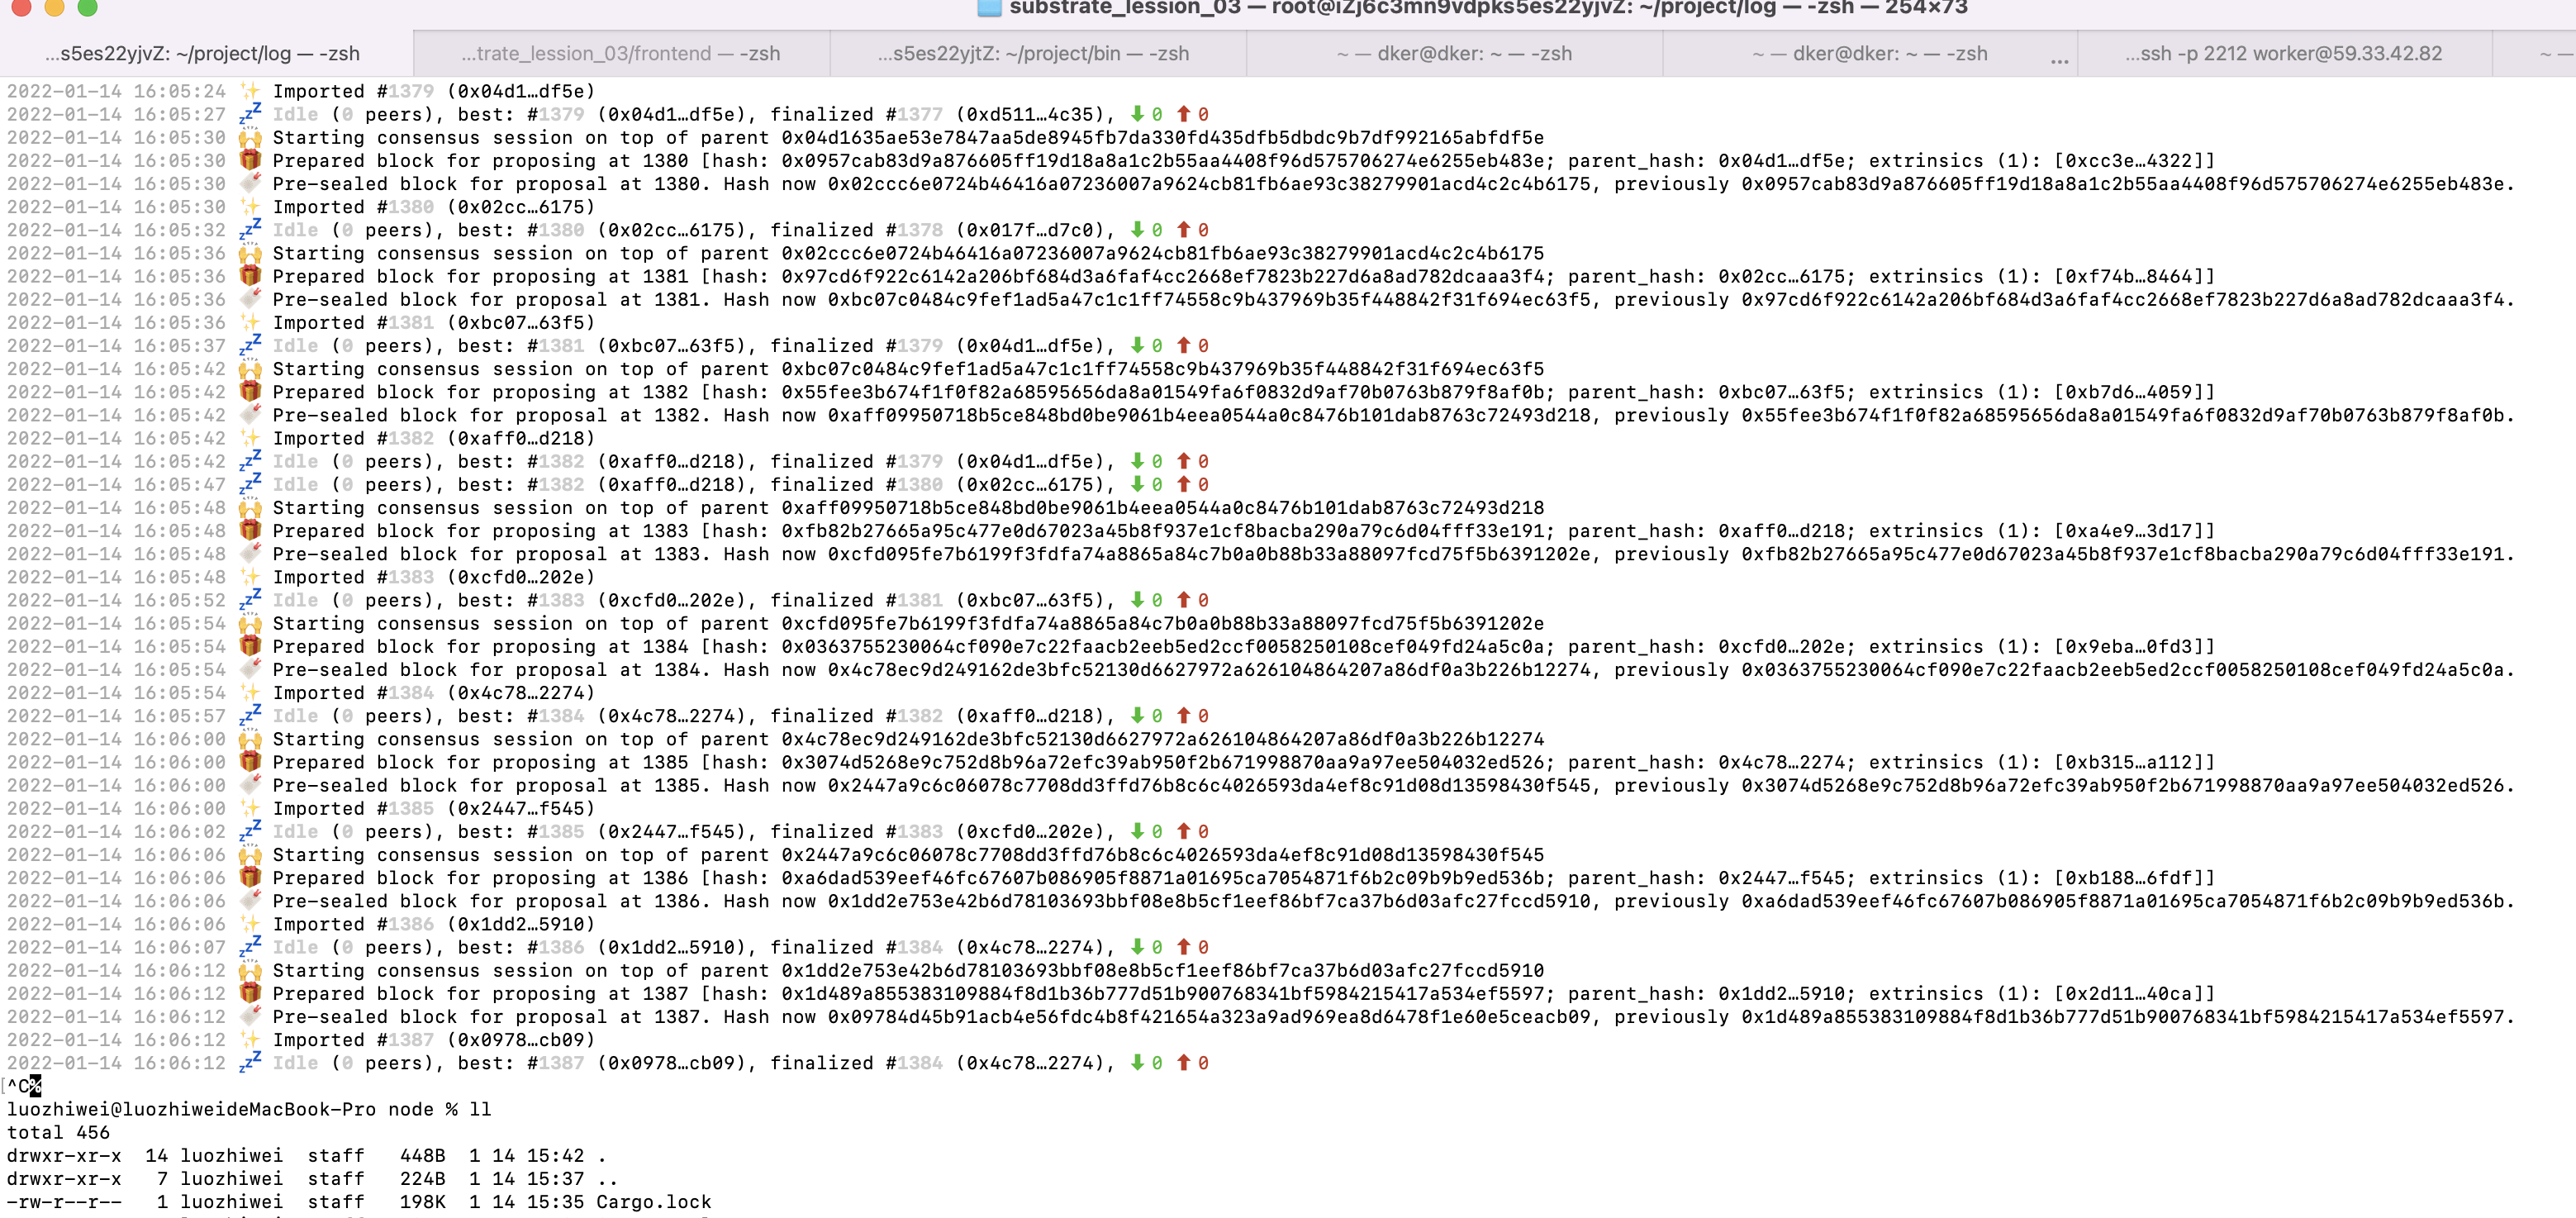 substrate_lession_03 — root@iZj6c3mn9vdpks5es22yjvZ: ~/project/log — -zsh — 254×73
...s5es22yjvZ: ~/project/log — -zsh ...trate_lession_03/frontend — -zsh ...s5es22yjtZ: ~/project/bin — -zsh ~ — dker@dker: ~ — -zsh ~ — dker@dker: ~ — -zsh ... ...ssh -p 2212 worker@59.33.42.82 ~ —
2022-01-14 16:05:24 ✨ Imported #1379 (0x04d1…df5e)
2022-01-14 16:05:27 💤 Idle (0 peers), best: #1379 (0x04d1…df5e), finalized #1377 (0xd511…4c35), ⬇ 0 ⬆ 0
2022-01-14 16:05:30 🙌 Starting consensus session on top of parent 0x04d1635ae53e7847aa5de8945fb7da330fd435dfb5dbdc9b7df992165abfdf5e
2022-01-14 16:05:30 🎁 Prepared block for proposing at 1380 [hash: 0x0957cab83d9a876605ff19d18a8a1c2b55aa4408f96d575706274e6255eb483e; parent_hash: 0x04d1…df5e; extrinsics (1): [0xcc3e…4322]]
2022-01-14 16:05:30 🔖 Pre-sealed block for proposal at 1380. Hash now 0x02ccc6e0724b46416a07236007a9624cb81fb6ae93c38279901acd4c2c4b6175, previously 0x0957cab83d9a876605ff19d18a8a1c2b55aa4408f96d575706274e6255eb483e.
2022-01-14 16:05:30 ✨ Imported #1380 (0x02cc…6175)
2022-01-14 16:05:32 💤 Idle (0 peers), best: #1380 (0x02cc…6175), finalized #1378 (0x017f…d7c0), ⬇ 0 ⬆ 0
2022-01-14 16:05:36 🙌 Starting consensus session on top of parent 0x02ccc6e0724b46416a07236007a9624cb81fb6ae93c38279901acd4c2c4b6175
2022-01-14 16:05:36 🎁 Prepared block for proposing at 1381 [hash: 0x97cd6f922c6142a206bf684d3a6faf4cc2668ef7823b227d6a8ad782dcaaa3f4; parent_hash: 0x02cc…6175; extrinsics (1): [0xf74b…8464]]
2022-01-14 16:05:36 🔖 Pre-sealed block for proposal at 1381. Hash now 0xbc07c0484c9fef1ad5a47c1c1ff74558c9b437969b35f448842f31f694ec63f5, previously 0x97cd6f922c6142a206bf684d3a6faf4cc2668ef7823b227d6a8ad782dcaaa3f4.
2022-01-14 16:05:36 ✨ Imported #1381 (0xbc07…63f5)
2022-01-14 16:05:37 💤 Idle (0 peers), best: #1381 (0xbc07…63f5), finalized #1379 (0x04d1…df5e), ⬇ 0 ⬆ 0
2022-01-14 16:05:42 🙌 Starting consensus session on top of parent 0xbc07c0484c9fef1ad5a47c1c1ff74558c9b437969b35f448842f31f694ec63f5
2022-01-14 16:05:42 🎁 Prepared block for proposing at 1382 [hash: 0x55fee3b674f1f0f82a68595656da8a01549fa6f0832d9af70b0763b879f8af0b; parent_hash: 0xbc07…63f5; extrinsics (1): [0xb7d6…4059]]
2022-01-14 16:05:42 🔖 Pre-sealed block for proposal at 1382. Hash now 0xaff09950718b5ce848bd0be9061b4eea0544a0c8476b101dab8763c72493d218, previously 0x55fee3b674f1f0f82a68595656da8a01549fa6f0832d9af70b0763b879f8af0b.
2022-01-14 16:05:42 ✨ Imported #1382 (0xaff0…d218)
2022-01-14 16:05:42 💤 Idle (0 peers), best: #1382 (0xaff0…d218), finalized #1379 (0x04d1…df5e), ⬇ 0 ⬆ 0
2022-01-14 16:05:47 💤 Idle (0 peers), best: #1382 (0xaff0…d218), finalized #1380 (0x02cc…6175), ⬇ 0 ⬆ 0
2022-01-14 16:05:48 🙌 Starting consensus session on top of parent 0xaff09950718b5ce848bd0be9061b4eea0544a0c8476b101dab8763c72493d218
2022-01-14 16:05:48 🎁 Prepared block for proposing at 1383 [hash: 0xfb82b27665a95c477e0d67023a45b8f937e1cf8bacba290a79c6d04fff33e191; parent_hash: 0xaff0…d218; extrinsics (1): [0xa4e9…3d17]]
2022-01-14 16:05:48 🔖 Pre-sealed block for proposal at 1383. Hash now 0xcfd095fe7b6199f3fdfa74a8865a84c7b0a0b88b33a88097fcd75f5b6391202e, previously 0xfb82b27665a95c477e0d67023a45b8f937e1cf8bacba290a79c6d04fff33e191.
2022-01-14 16:05:48 ✨ Imported #1383 (0xcfd0…202e)
2022-01-14 16:05:52 💤 Idle (0 peers), best: #1383 (0xcfd0…202e), finalized #1381 (0xbc07…63f5), ⬇ 0 ⬆ 0
2022-01-14 16:05:54 🙌 Starting consensus session on top of parent 0xcfd095fe7b6199f3fdfa74a8865a84c7b0a0b88b33a88097fcd75f5b6391202e
2022-01-14 16:05:54 🎁 Prepared block for proposing at 1384 [hash: 0x0363755230064cf090e7c22faacb2eeb5ed2ccf0058250108cef049fd24a5c0a; parent_hash: 0xcfd0…202e; extrinsics (1): [0x9eba…0fd3]]
2022-01-14 16:05:54 🔖 Pre-sealed block for proposal at 1384. Hash now 0x4c78ec9d249162de3bfc52130d6627972a626104864207a86df0a3b226b12274, previously 0x0363755230064cf090e7c22faacb2eeb5ed2ccf0058250108cef049fd24a5c0a.
2022-01-14 16:05:54 ✨ Imported #1384 (0x4c78…2274)
2022-01-14 16:05:57 💤 Idle (0 peers), best: #1384 (0x4c78…2274), finalized #1382 (0xaff0…d218), ⬇ 0 ⬆ 0
2022-01-14 16:06:00 🙌 Starting consensus session on top of parent 0x4c78ec9d249162de3bfc52130d6627972a626104864207a86df0a3b226b12274
2022-01-14 16:06:00 🎁 Prepared block for proposing at 1385 [hash: 0x3074d5268e9c752d8b96a72efc39ab950f2b671998870aa9a97ee504032ed526; parent_hash: 0x4c78…2274; extrinsics (1): [0xb315…a112]]
2022-01-14 16:06:00 🔖 Pre-sealed block for proposal at 1385. Hash now 0x2447a9c6c06078c7708dd3ffd76b8c6c4026593da4ef8c91d08d13598430f545, previously 0x3074d5268e9c752d8b96a72efc39ab950f2b671998870aa9a97ee504032ed526.
2022-01-14 16:06:00 ✨ Imported #1385 (0x2447…f545)
2022-01-14 16:06:02 💤 Idle (0 peers), best: #1385 (0x2447…f545), finalized #1383 (0xcfd0…202e), ⬇ 0 ⬆ 0
2022-01-14 16:06:06 🙌 Starting consensus session on top of parent 0x2447a9c6c06078c7708dd3ffd76b8c6c4026593da4ef8c91d08d13598430f545
2022-01-14 16:06:06 🎁 Prepared block for proposing at 1386 [hash: 0xa6dad539eef46fc67607b086905f8871a01695ca7054871f6b2c09b9b9ed536b; parent_hash: 0x2447…f545; extrinsics (1): [0xb188…6fdf]]
2022-01-14 16:06:06 🔖 Pre-sealed block for proposal at 1386. Hash now 0x1dd2e753e42b6d78103693bbf08e8b5cf1eef86bf7ca37b6d03afc27fccd5910, previously 0xa6dad539eef46fc67607b086905f8871a01695ca7054871f6b2c09b9b9ed536b.
2022-01-14 16:06:06 ✨ Imported #1386 (0x1dd2…5910)
2022-01-14 16:06:07 💤 Idle (0 peers), best: #1386 (0x1dd2…5910), finalized #1384 (0x4c78…2274), ⬇ 0 ⬆ 0
2022-01-14 16:06:12 🙌 Starting consensus session on top of parent 0x1dd2e753e42b6d78103693bbf08e8b5cf1eef86bf7ca37b6d03afc27fccd5910
2022-01-14 16:06:12 🎁 Prepared block for proposing at 1387 [hash: 0x1d489a855383109884f8d1b36b777d51b900768341bf5984215417a534ef5597; parent_hash: 0x1dd2…5910; extrinsics (1): [0x2d11…40ca]]
2022-01-14 16:06:12 🔖 Pre-sealed block for proposal at 1387. Hash now 0x09784d45b91acb4e56fdc4b8f421654a323a9ad969ea8d6478f1e60e5ceacb09, previously 0x1d489a855383109884f8d1b36b777d51b900768341bf5984215417a534ef5597.
2022-01-14 16:06:12 ✨ Imported #1387 (0x0978…cb09)
2022-01-14 16:06:12 💤 Idle (0 peers), best: #1387 (0x0978…cb09), finalized #1384 (0x4c78…2274), ⬇ 0 ⬆ 0
^C%
luozhiwei@luozhiweideMacBook-Pro node % ll
total 456
drwxr-xr-x 14 luozhiwei staff 448B 1 14 15:42 .
drwxr-xr-x 7 luozhiwei staff 224B 1 14 15:37 ..
-rw-r--r-- 1 luozhiwei staff 198K 1 14 15:35 Cargo.lock